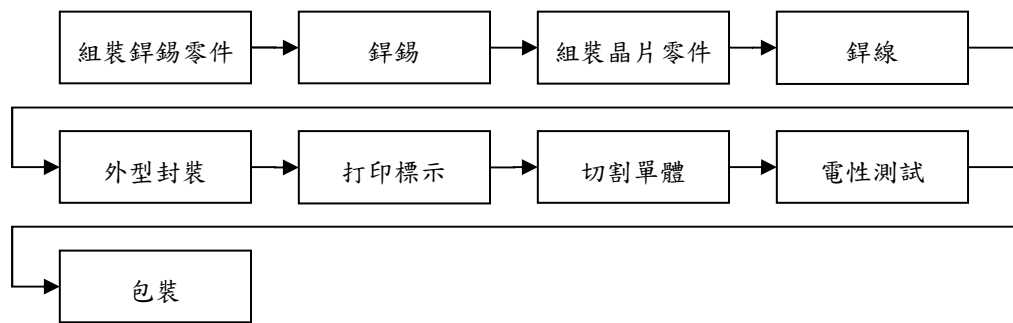 組裝銲錫零件
銲錫
組裝晶片零件
銲線
外型封裝
打印標示
切割單體
電性測試
包裝